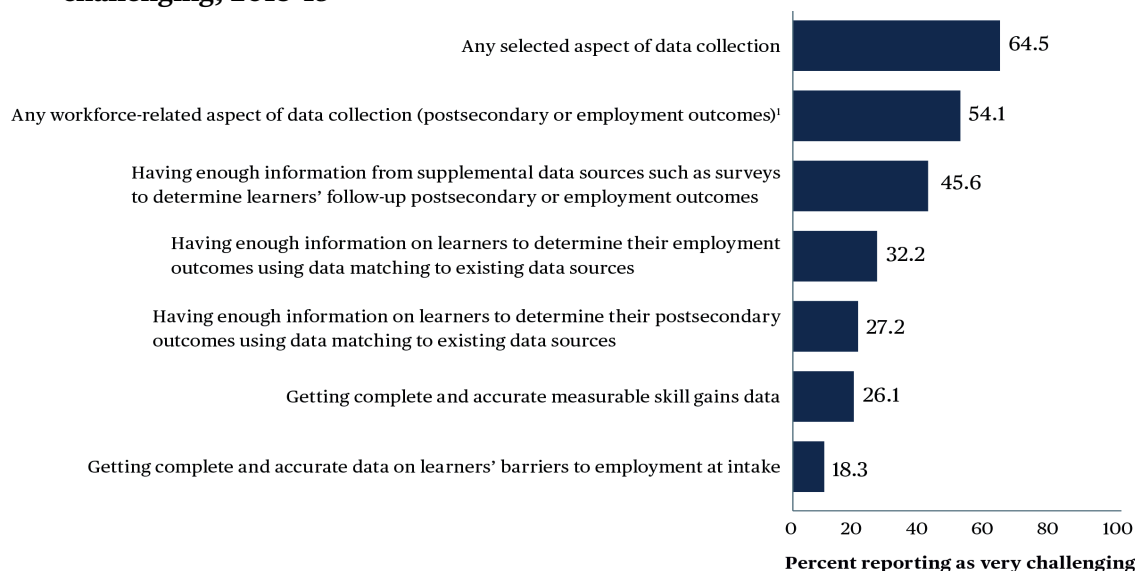 challenging, 2018-19
Any selected aspect of data collection
64.5
Any workforce-related aspect of data collection (postsecondary or employment outcomes)¹
54.1
Having enough information from supplemental data sources such as surveys
to determine learners’ follow-up postsecondary or employment outcomes
45.6
Having enough information on learners to determine their employment
outcomes using data matching to existing data sources
32.2
Having enough information on learners to determine their postsecondary
outcomes using data matching to existing data sources
27.2
Getting complete and accurate measurable skill gains data
26.1
Getting complete and accurate data on learners’ barriers to employment at intake
18.3
0 20 40 60 80 100
Percent reporting as very challenging